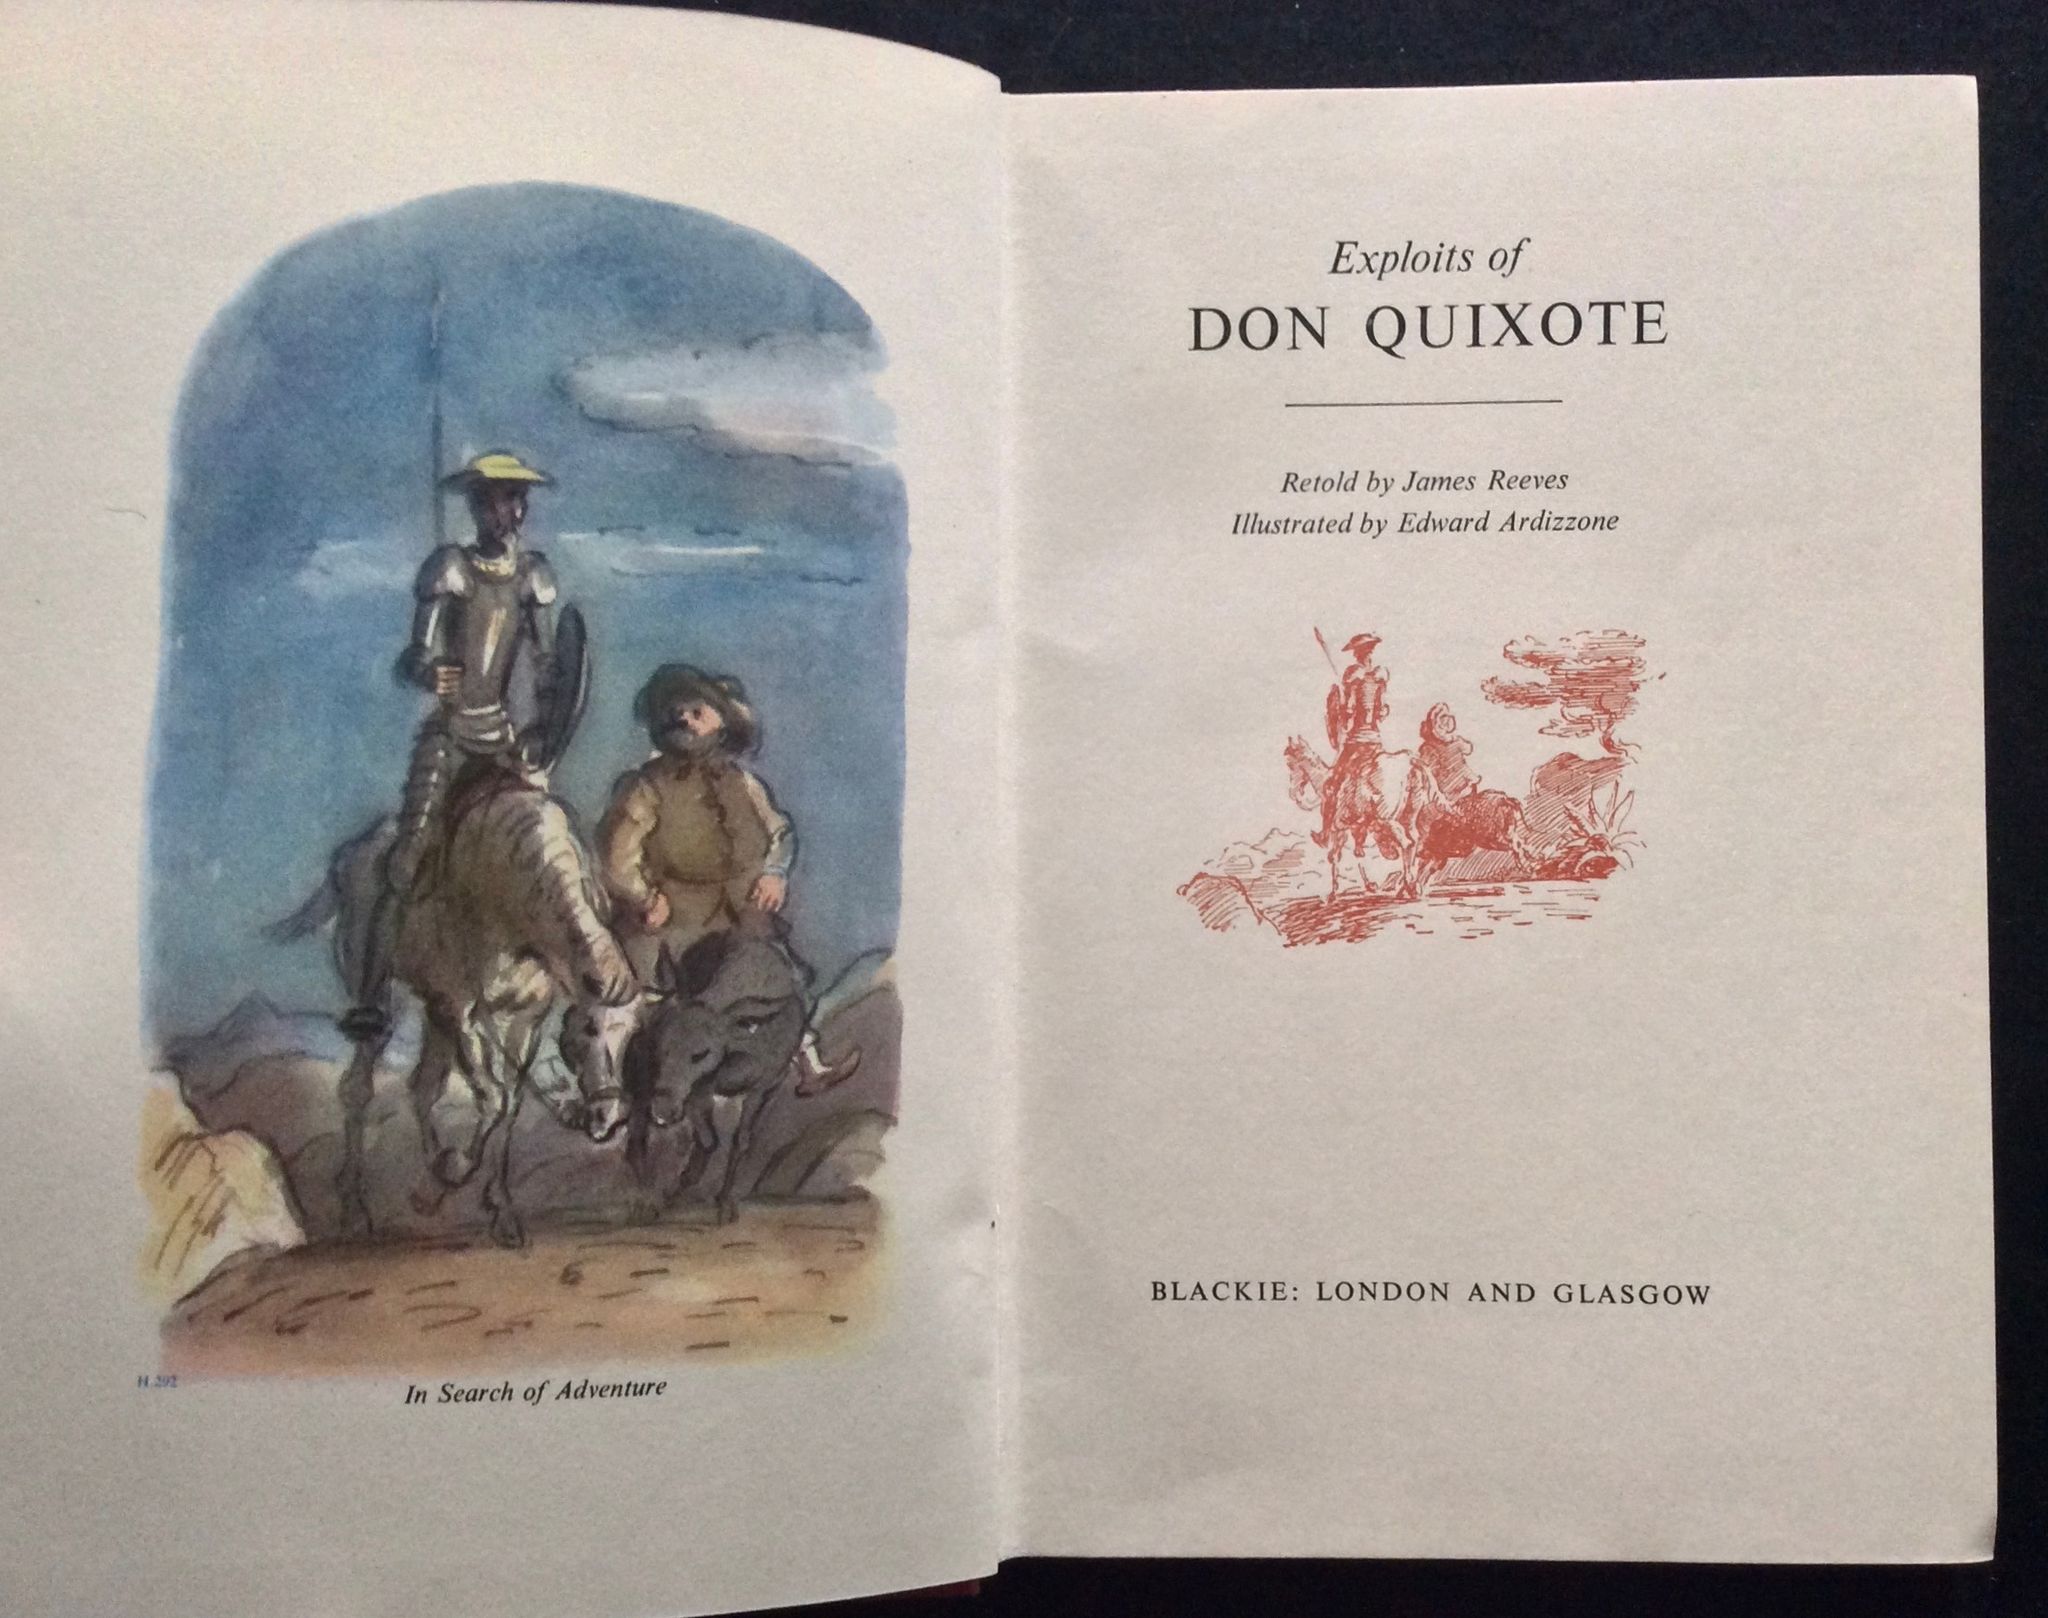 H.292
In Search of Adventure
Exploits of
DON QUIXOTE
Retold by James Reeves
Illustrated by Edward Ardizzone
BLACKIE: LONDON AND GLASGOW